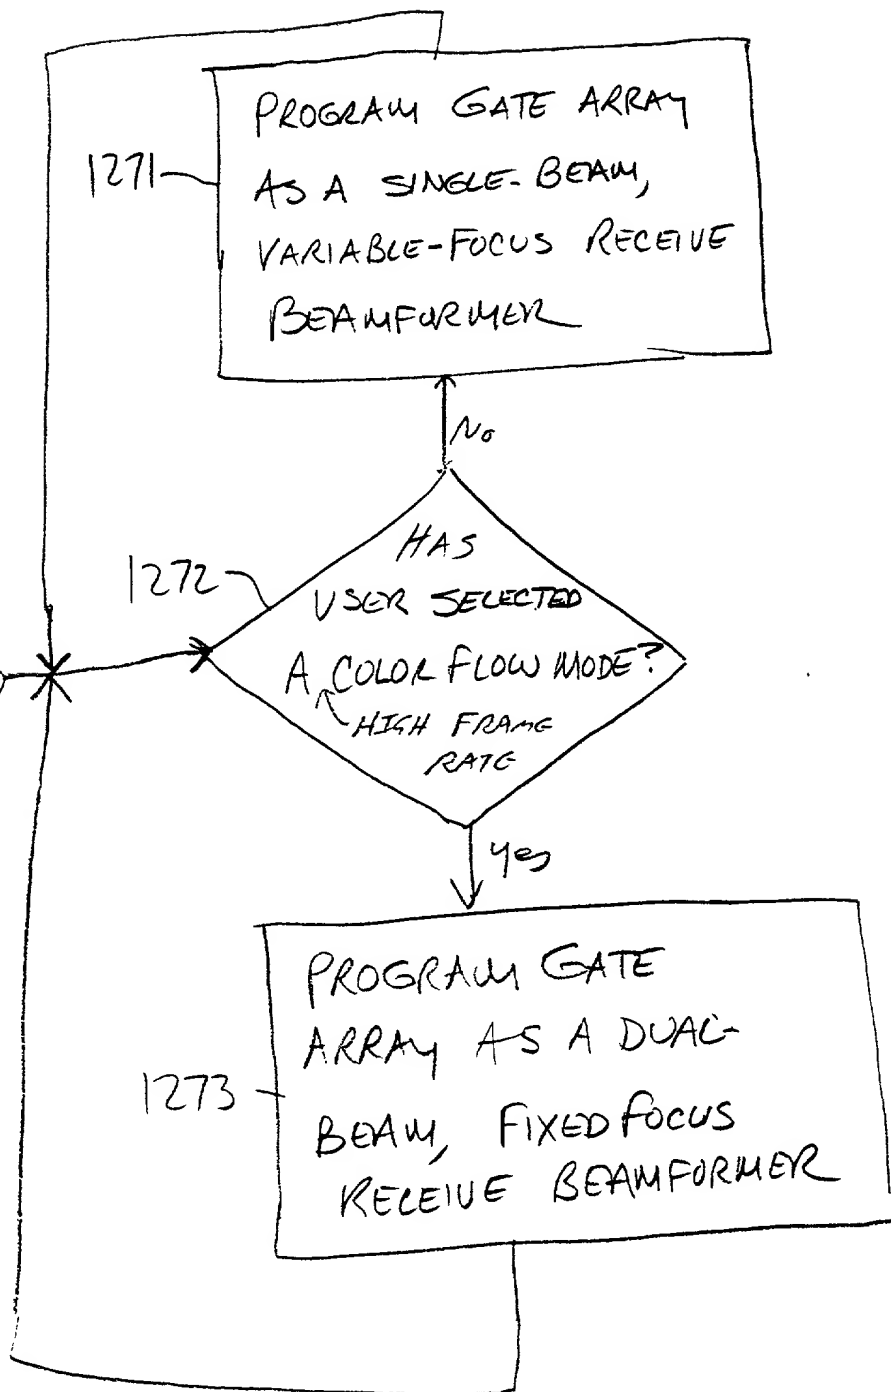 PROGRAM GATE ARRAY
1271
AS A SINGLE-BEAM,
VARIABLE-FOCUS RECEIVE
BEAMFORMER
No
HAS
1272
USER SELECTED
A COLOR FLOW MODE?
HIGH FRAME
RATE
yes
PROGRAM GATE
ARRAY AS A DUAL-
1273
BEAM, FIXED FOCUS
RECEIVE BEAMFORMER